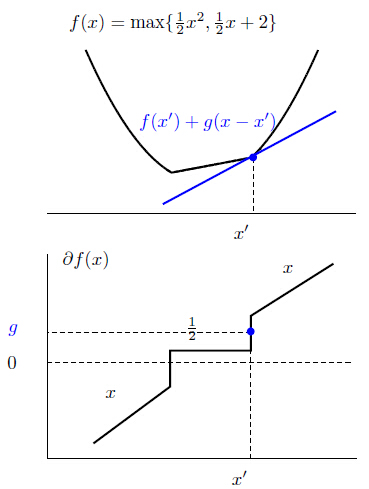 f(x) = max{½x², ½x + 2}
f(x′) + g(x − x′)
x′
∂f(x)
x
g
½
0
x
x′